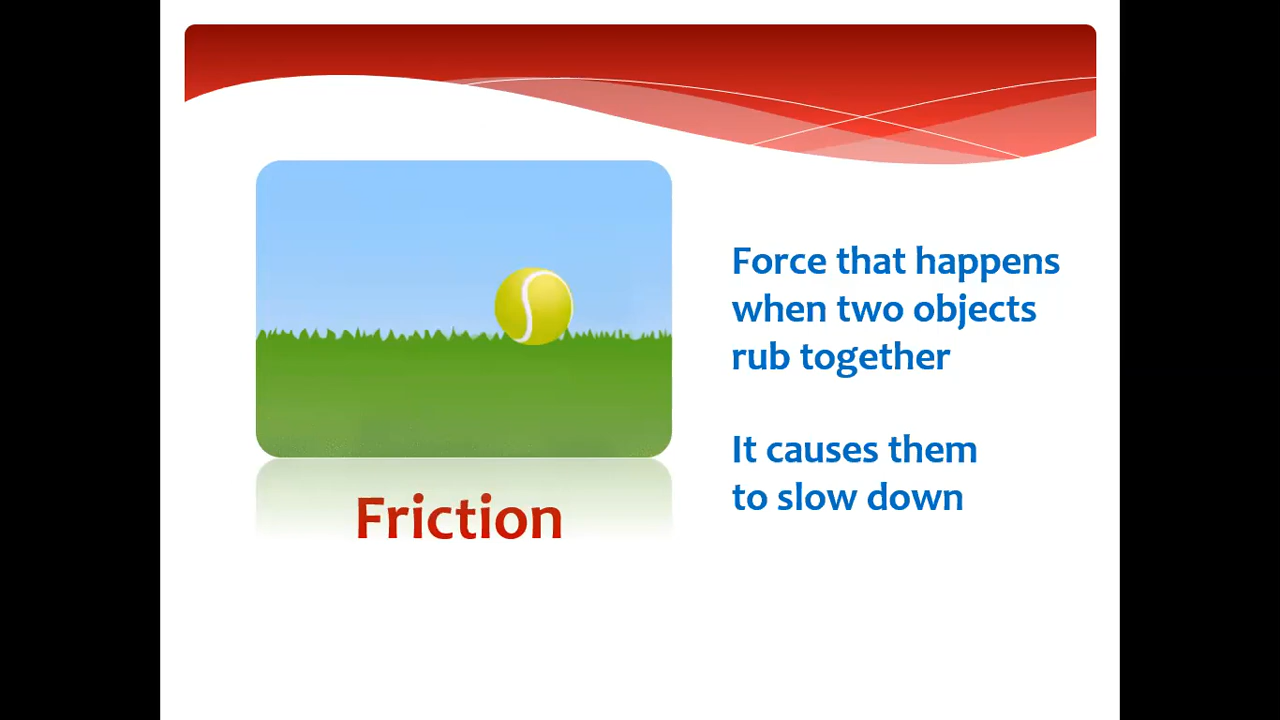 Force that happens
when two objects
rub together
It causes them
to slow down
Friction